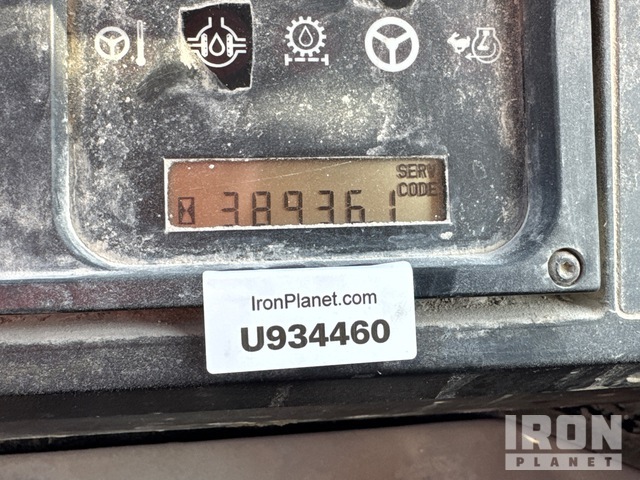 SERV
CODE
389361
IronPlanet.com
U934460
IRON
PLANET